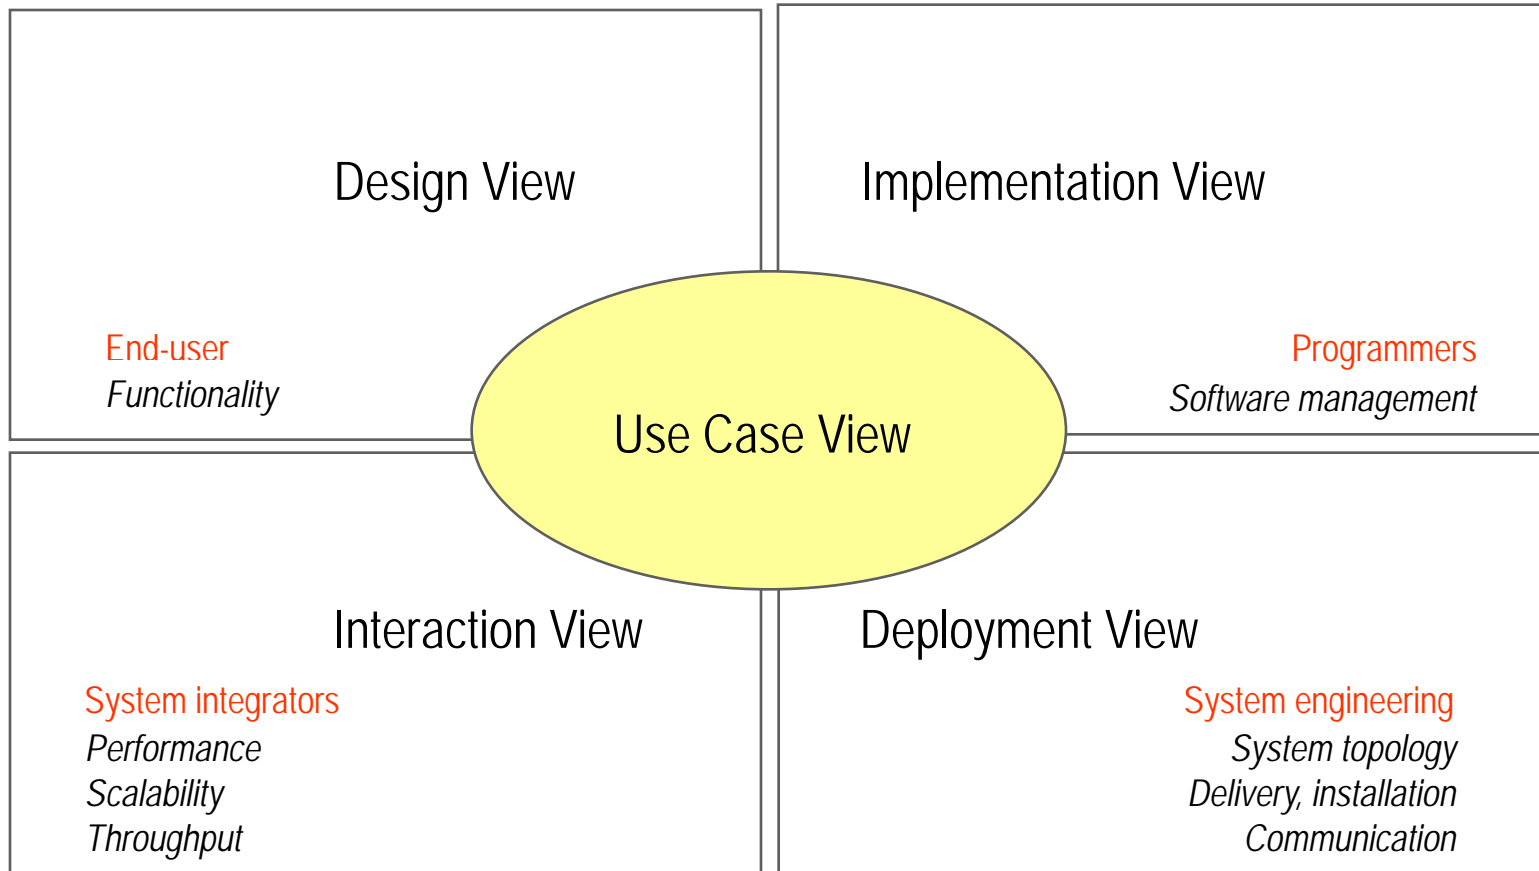 Design View
End-user
Functionality
Implementation View
Programmers
Software management
Use Case View
Interaction View
System integrators
Performance
Scalability
Throughput
Deployment View
System engineering
System topology
Delivery, installation
Communication